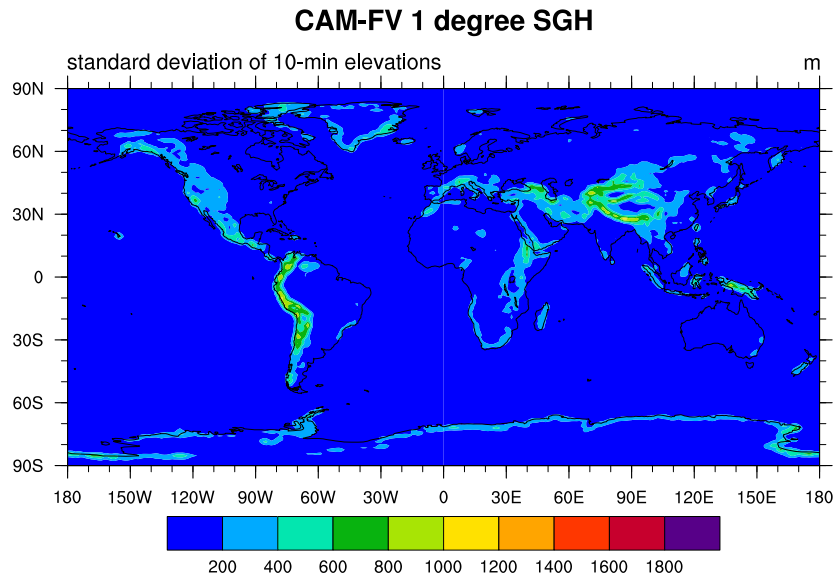 CAM-FV 1 degree SGH
standard deviation of 10-min elevations m
90N
60N
30N
0
30S
60S
90S
180 150W 120W 90W 60W 30W 0 30E 60E 90E 120E 150E 180
200 400 600 800 1000 1200 1400 1600 1800